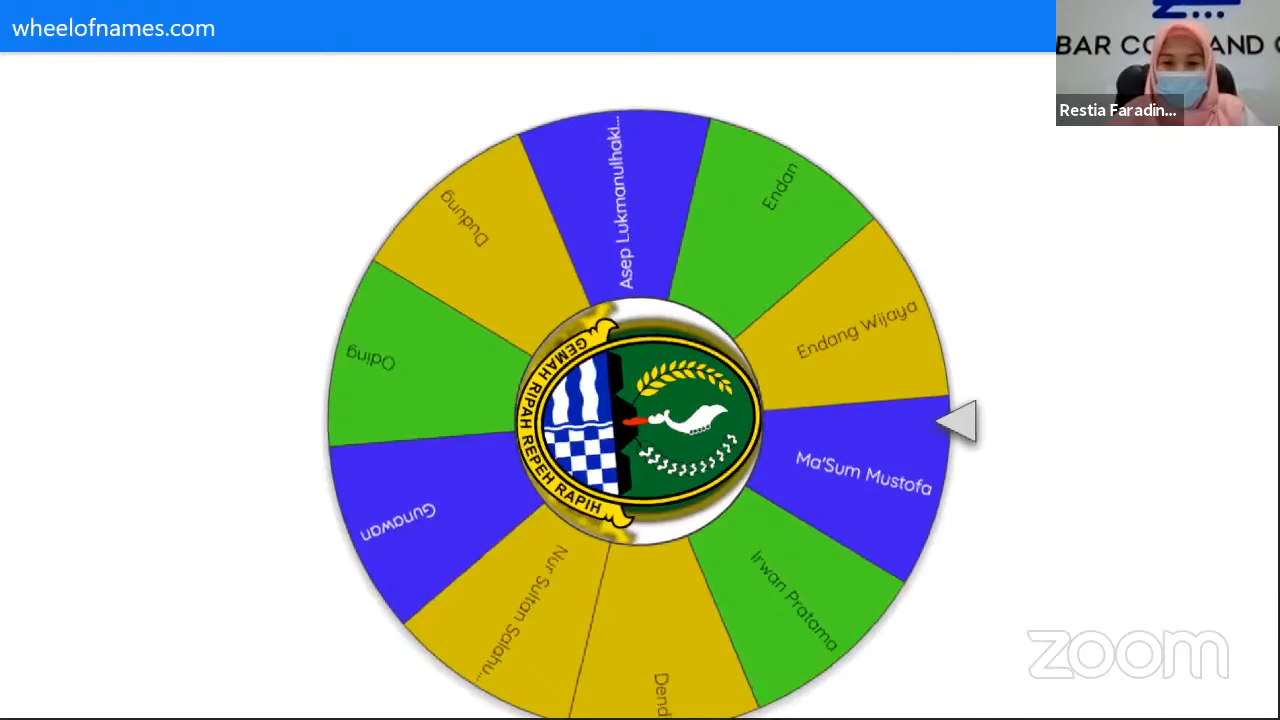 wheelofnames.com
BAR CO
AND C
Restia Faradin...
Asep Lukmanulhaki...
Endan
Endang Wijaya
Ma'Sum Mustofa
Irwan Pratama
Dend
Nur Sultan Salahu...
Gunawan
Oding
Dudung
GEMAH RIPAH REPEH RAPIH
zoom